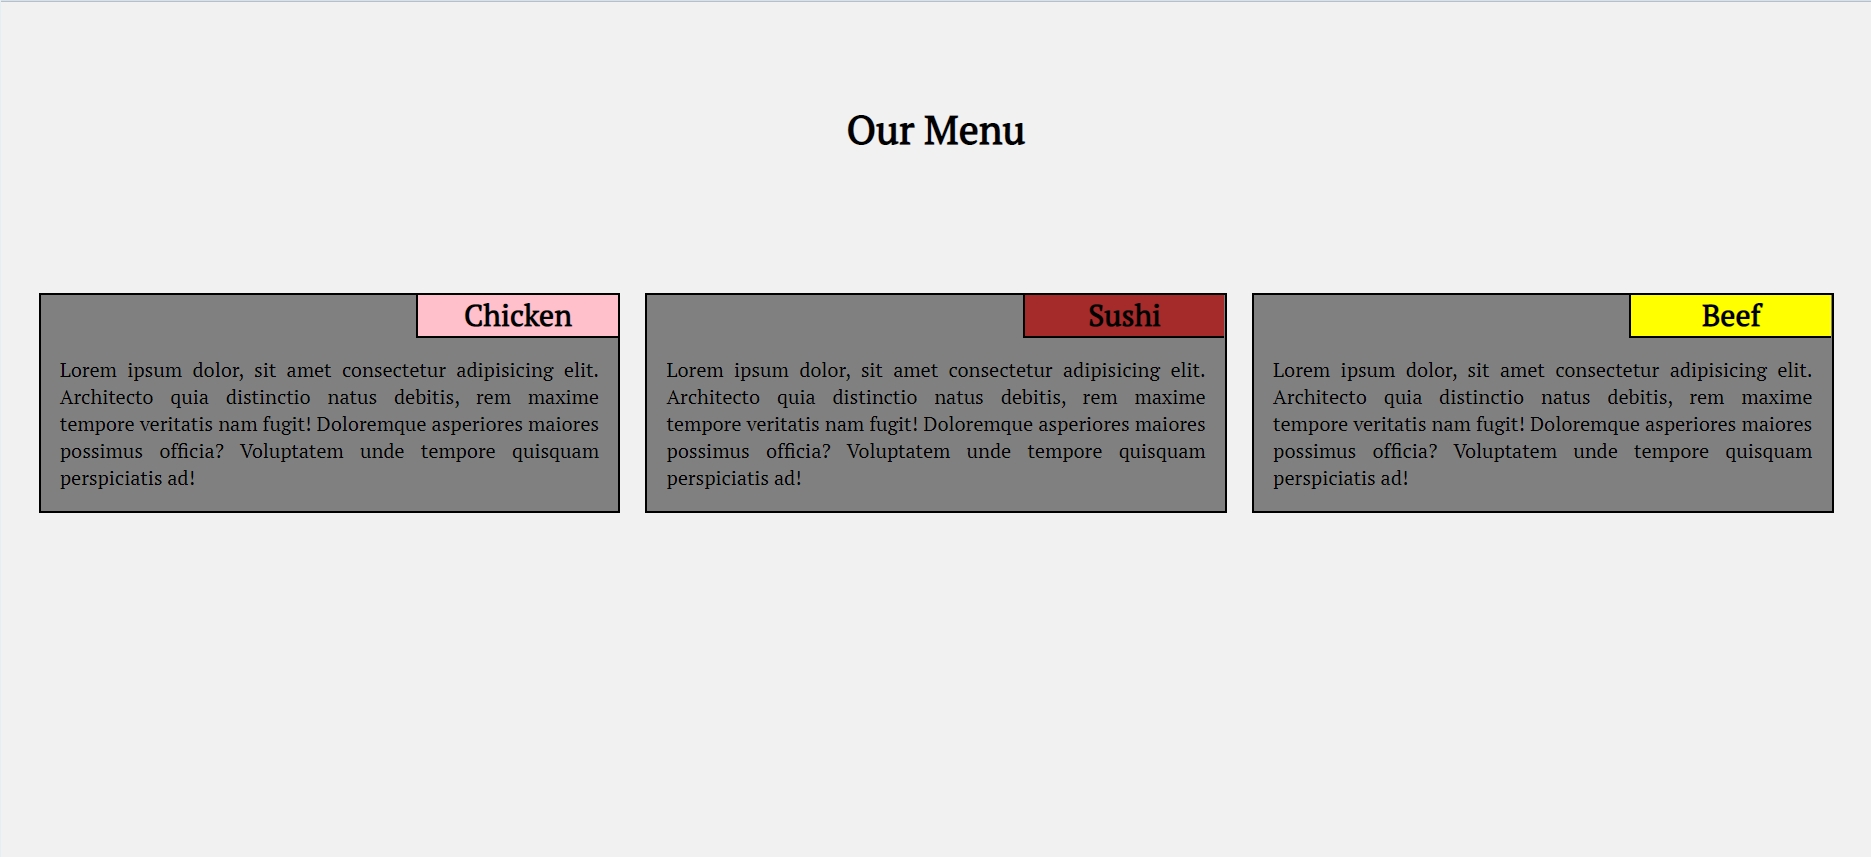 Our Menu
Chicken
Lorem ipsum dolor, sit amet consectetur adipisicing elit.
Architecto quia distinctio natus debitis, rem maxime
tempore veritatis nam fugit! Doloremque asperiores maiores
possimus officia? Voluptatem unde tempore quisquam
perspiciatis ad!
Sushi
Lorem ipsum dolor, sit amet consectetur adipisicing elit.
Architecto quia distinctio natus debitis, rem maxime
tempore veritatis nam fugit! Doloremque asperiores maiores
possimus officia? Voluptatem unde tempore quisquam
perspiciatis ad!
Beef
Lorem ipsum dolor, sit amet consectetur adipisicing elit.
Architecto quia distinctio natus debitis, rem maxime
tempore veritatis nam fugit! Doloremque asperiores maiores
possimus officia? Voluptatem unde tempore quisquam
perspiciatis ad!